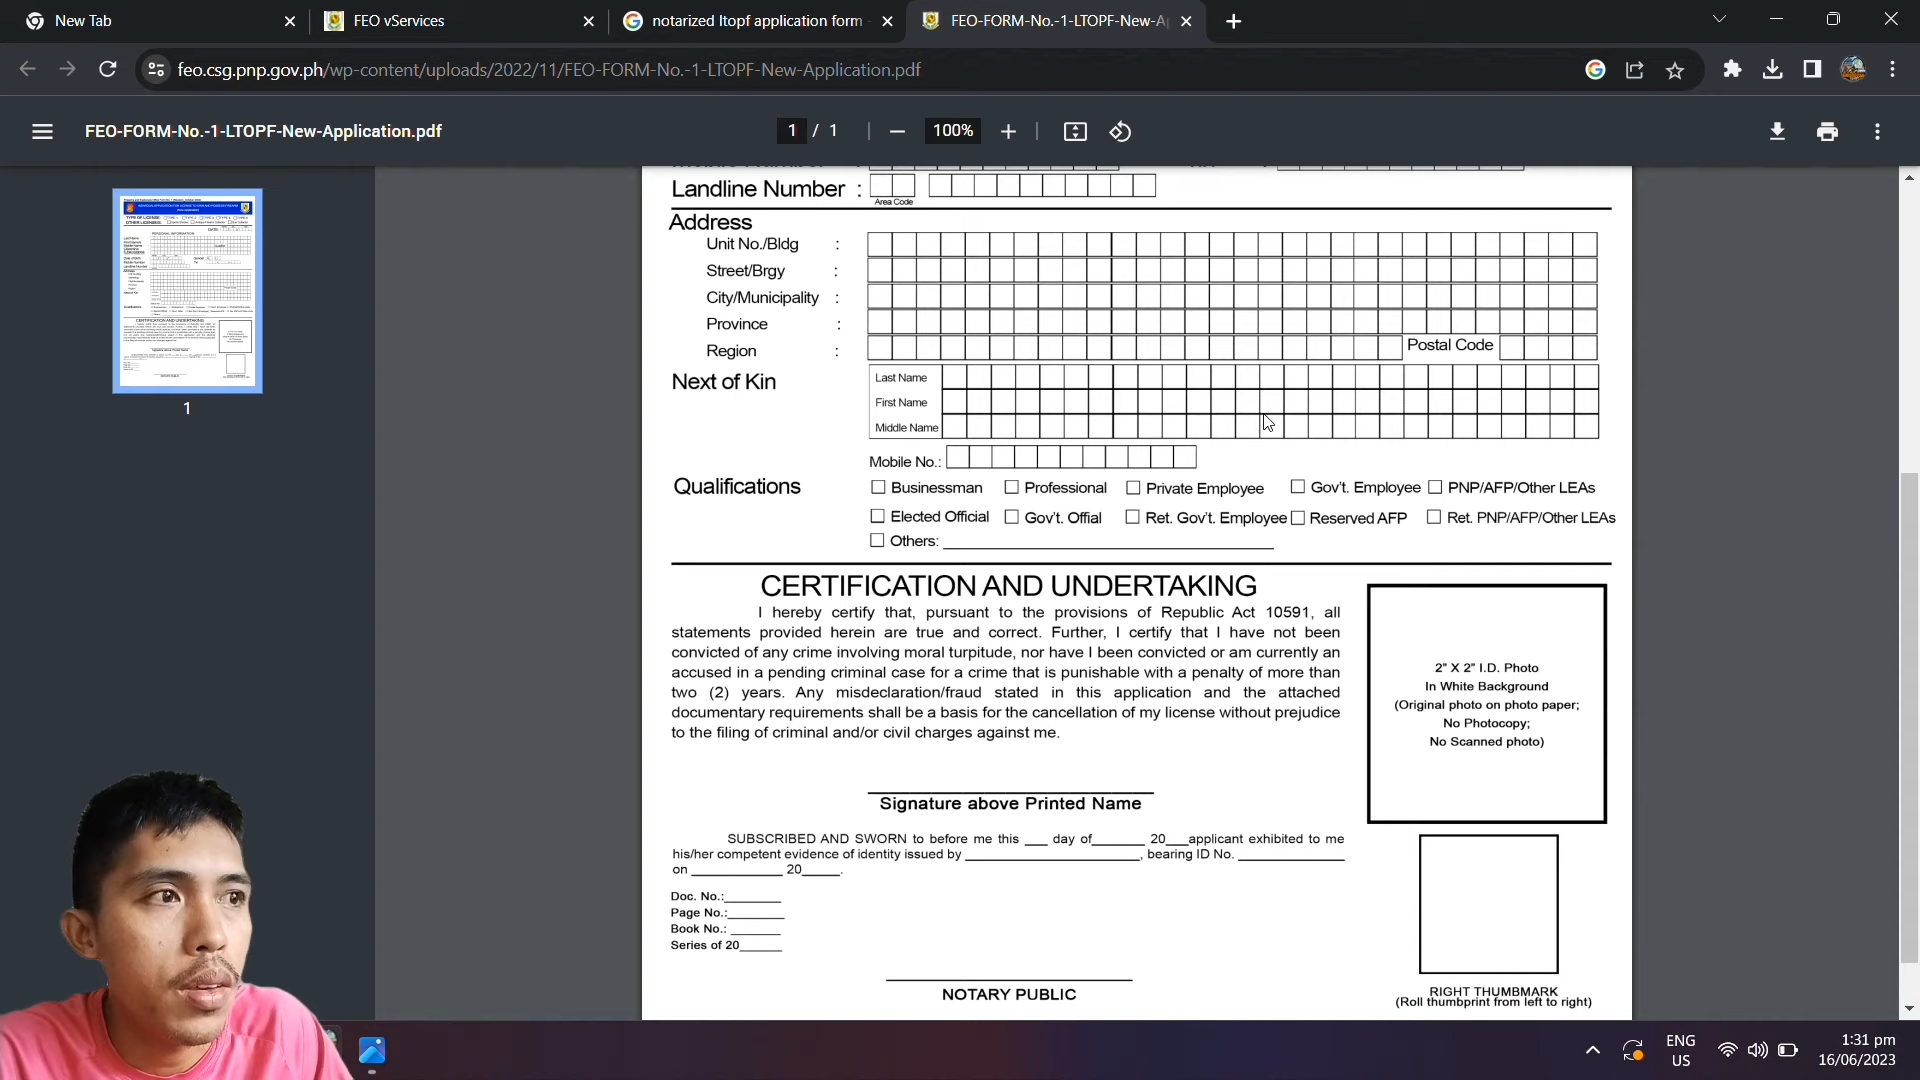 New Tab
FEO vServices
notarized ltopf application form
FEO-FORM-No.-1-LTOPF-New-A
feo.csg.pnp.gov.ph/wp-content/uploads/2022/11/FEO-FORM-No.-1-LTOPF-New-Application.pdf
FEO-FORM-No.-1-LTOPF-New-Application.pdf
1 / 1
100%
Landline Number :
Area Code
Address
Unit No./Bldg :
Street/Brgy :
City/Municipality :
Province :
Region :
Postal Code
Next of Kin
Last Name
First Name
Middle Name
Mobile No.:
Qualifications
Businessman Professional Private Employee Gov't. Employee PNP/AFP/Other LEAs
Elected Official Gov't. Offial Ret. Gov't. Employee Reserved AFP Ret. PNP/AFP/Other LEAs
Others:
CERTIFICATION AND UNDERTAKING
I hereby certify that, pursuant to the provisions of Republic Act 10591, all
statements provided herein are true and correct. Further, I certify that I have not been
convicted of any crime involving moral turpitude, nor have I been convicted or am currently an
accused in a pending criminal case for a crime that is punishable with a penalty of more than
two (2) years. Any misdeclaration/fraud stated in this application and the attached
documentary requirements shall be a basis for the cancellation of my license without prejudice
to the filing of criminal and/or civil charges against me.
2" X 2" I.D. Photo
In White Background
(Original photo on photo paper;
No Photocopy;
No Scanned photo)
Signature above Printed Name
SUBSCRIBED AND SWORN to before me this ___ day of______ 20___applicant exhibited to me
his/her competent evidence of identity issued by ____________________, bearing ID No. ____________
on __________ 20_____.
Doc. No.:_______
Page No.:_______
Book No.: ______
Series of 20_____
NOTARY PUBLIC
RIGHT THUMBMARK
(Roll thumbprint from left to right)
1
ENG
US
1:31 pm
16/06/2023